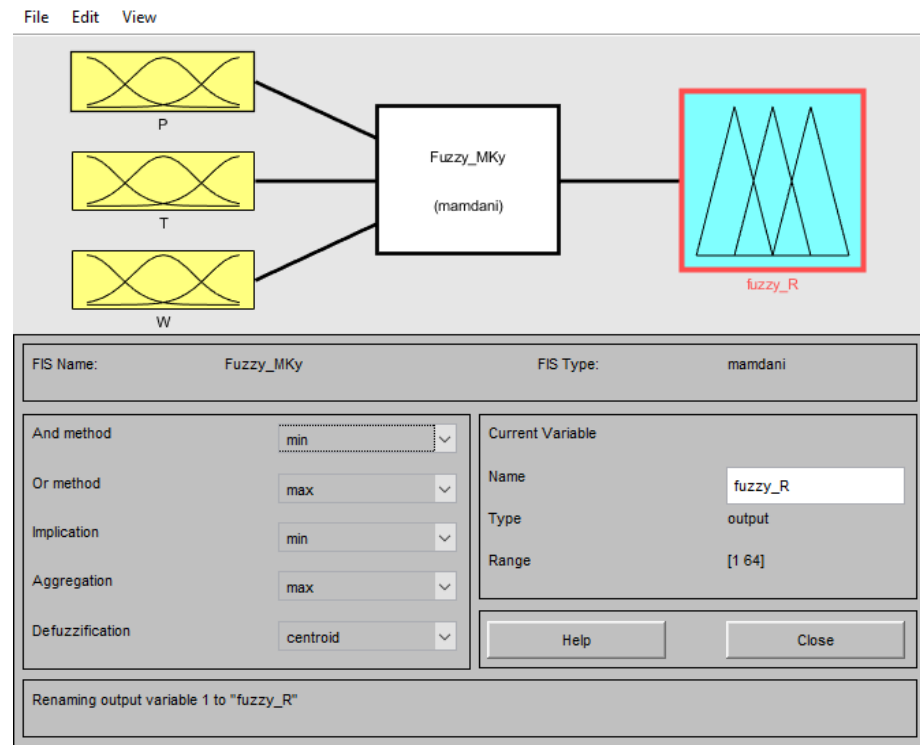 File Edit View
P
T
W
Fuzzy_MKy
(mamdani)
fuzzy_R
FIS Name: Fuzzy_MKy FIS Type: mamdani
And method min
Or method max
Implication min
Aggregation max
Defuzzification centroid
Current Variable
Name fuzzy_R
Type output
Range [1 64]
Help Close
Renaming output variable 1 to "fuzzy_R"